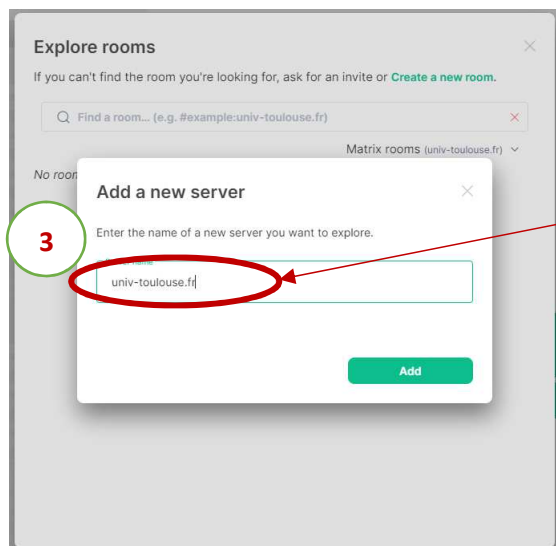 Explore rooms
If you can't find the room you're looking for, ask for an invite or Create a new room.
Find a room... (e.g. #example:univ-toulouse.fr)
Matrix rooms (univ-toulouse.fr)
No room
Add a new server
3
Enter the name of a new server you want to explore.
name
univ-toulouse.fr
Add